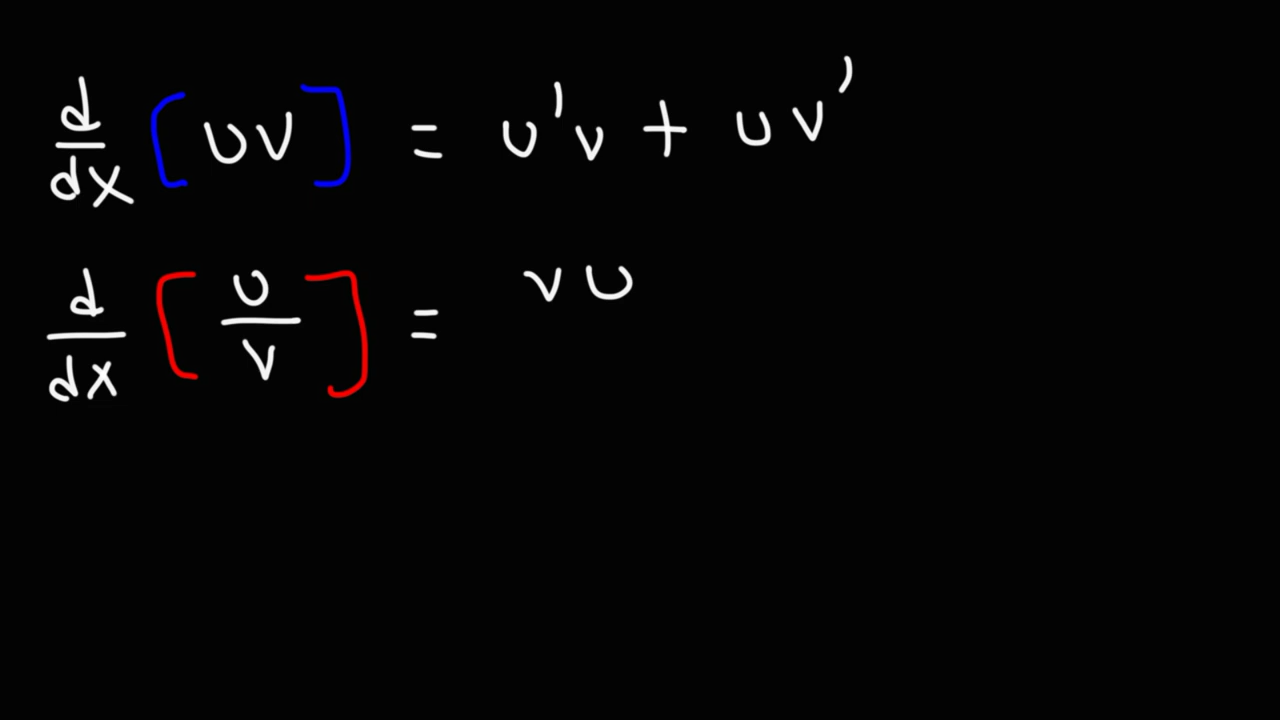 d/dx [uv] = u'v + uv'
d/dx [u/v] = vu